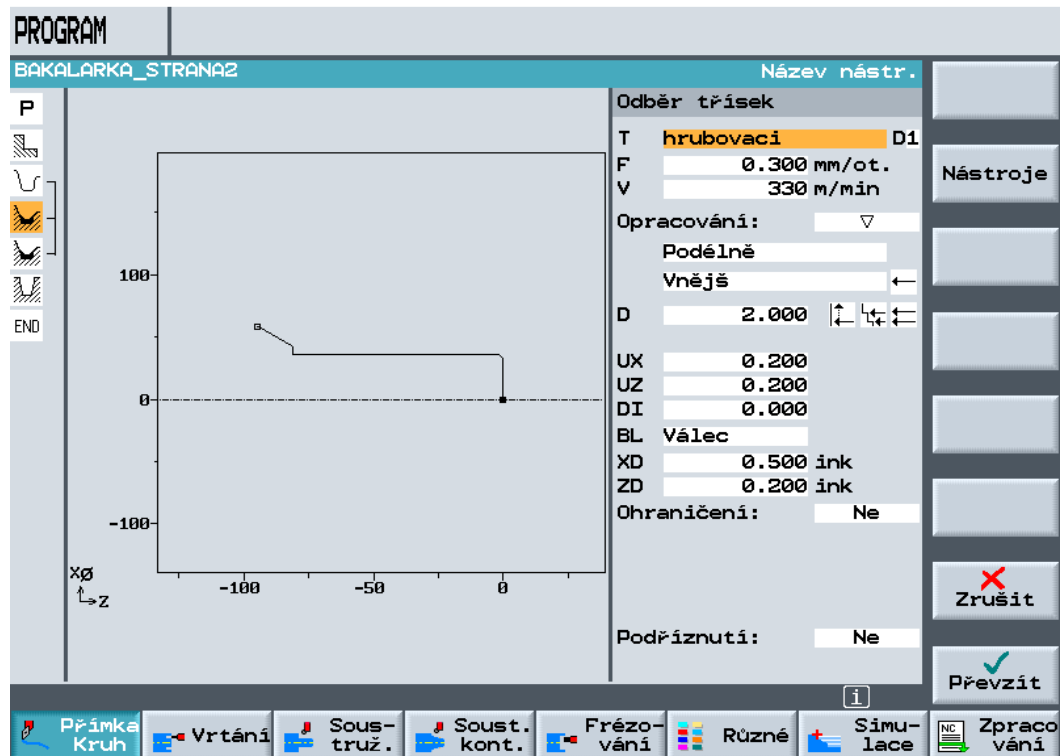 PROGRAM
BAKALARKA_STRANA2 Název nástr.
P
END
Odběr třísek
T hrubovaci D1
F 0.300 mm/ot.
V 330 m/min
Opracování: ▽
Podélně
Vnějš ←
D 2.000
UX 0.200
UZ 0.200
DI 0.000
BL Válec
XD 0.500 ink
ZD 0.200 ink
Ohraničení: Ne
Podříznutí: Ne
100
0
-100
-100 -50 0
XØ
Z
i
Nástroje
Zrušit
Převzít
Přímka
Kruh
Vrtání
Sous-
truž.
Soust.
kont.
Frézo-
vání
Různé
Simu-
lace
NC
Zpraco
vání